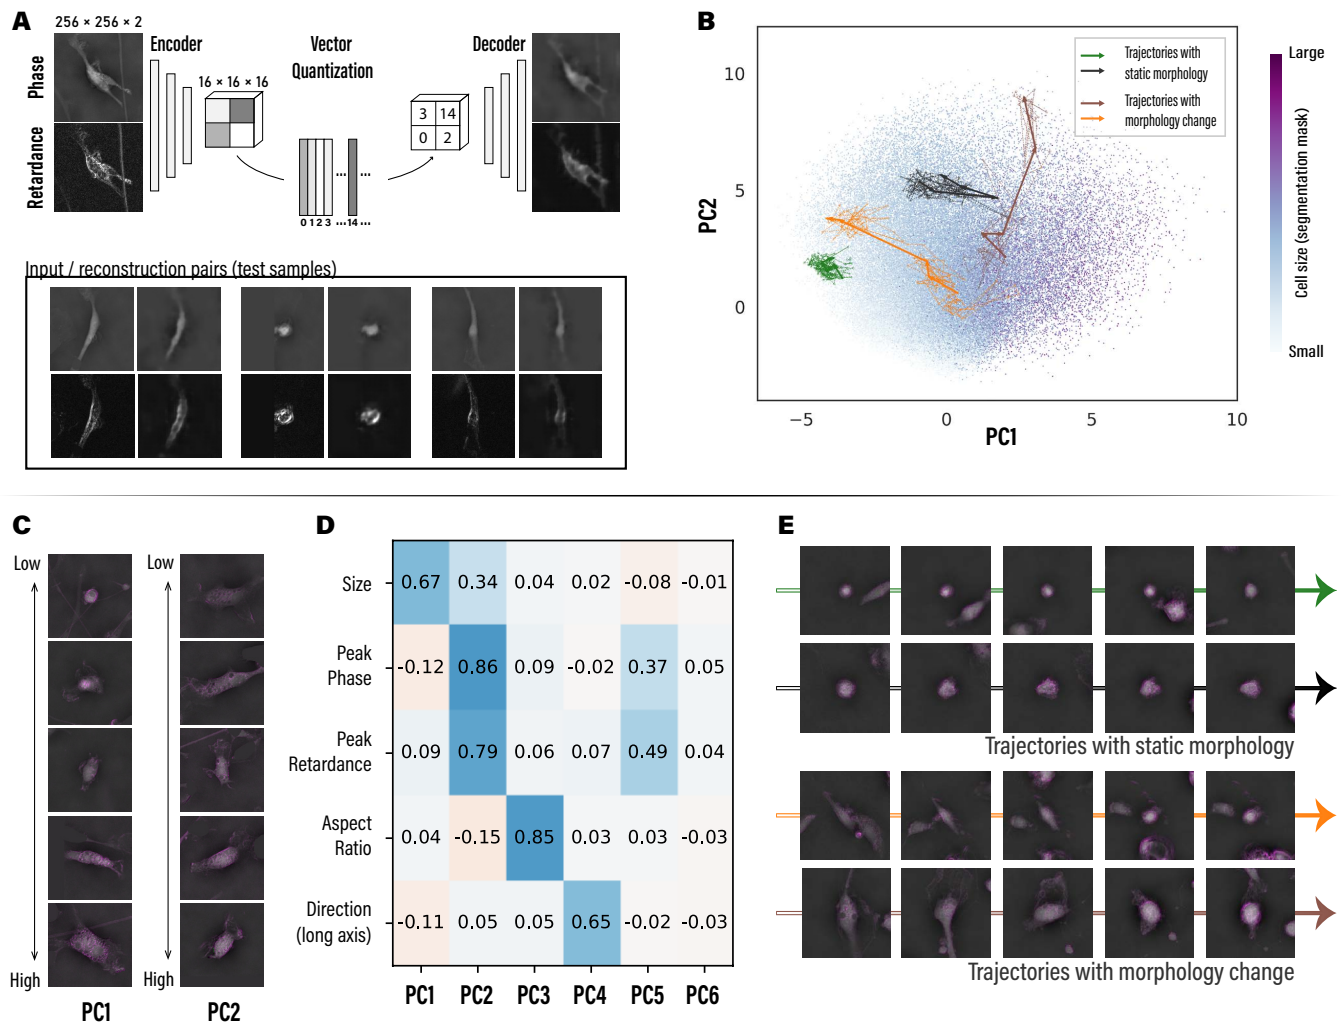 A
256 × 256 × 2
Phase
Retardance
Encoder
16 × 16 × 16
Vector
Quantization
0 1 2 3 ... 14 ...
... ...
3 14
0 2
Decoder
Input / reconstruction pairs (test samples)
B
PC2
10
5
0
−5 0 5 10
PC1
Trajectories with
static morphology
Trajectories with
morphology change
Large
Cell size (segmentation mask)
Small
C
Low
High
PC1
Low
High
PC2
D
Size 0.67 0.34 0.04 0.02 -0.08 -0.01
Peak
Phase -0.12 0.86 0.09 -0.02 0.37 0.05
Peak
Retardance 0.09 0.79 0.06 0.07 0.49 0.04
Aspect
Ratio 0.04 -0.15 0.85 0.03 0.03 -0.03
Direction
(long axis) -0.11 0.05 0.05 0.65 -0.02 -0.03
PC1 PC2 PC3 PC4 PC5 PC6
E
Trajectories with static morphology
Trajectories with morphology change